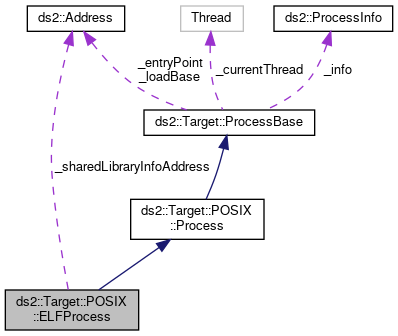 ds2::Address
Thread
ds2::ProcessInfo
_entryPoint
_loadBase
_currentThread
_info
ds2::Target::ProcessBase
_sharedLibraryInfoAddress
ds2::Target::POSIX
::Process
ds2::Target::POSIX
::ELFProcess